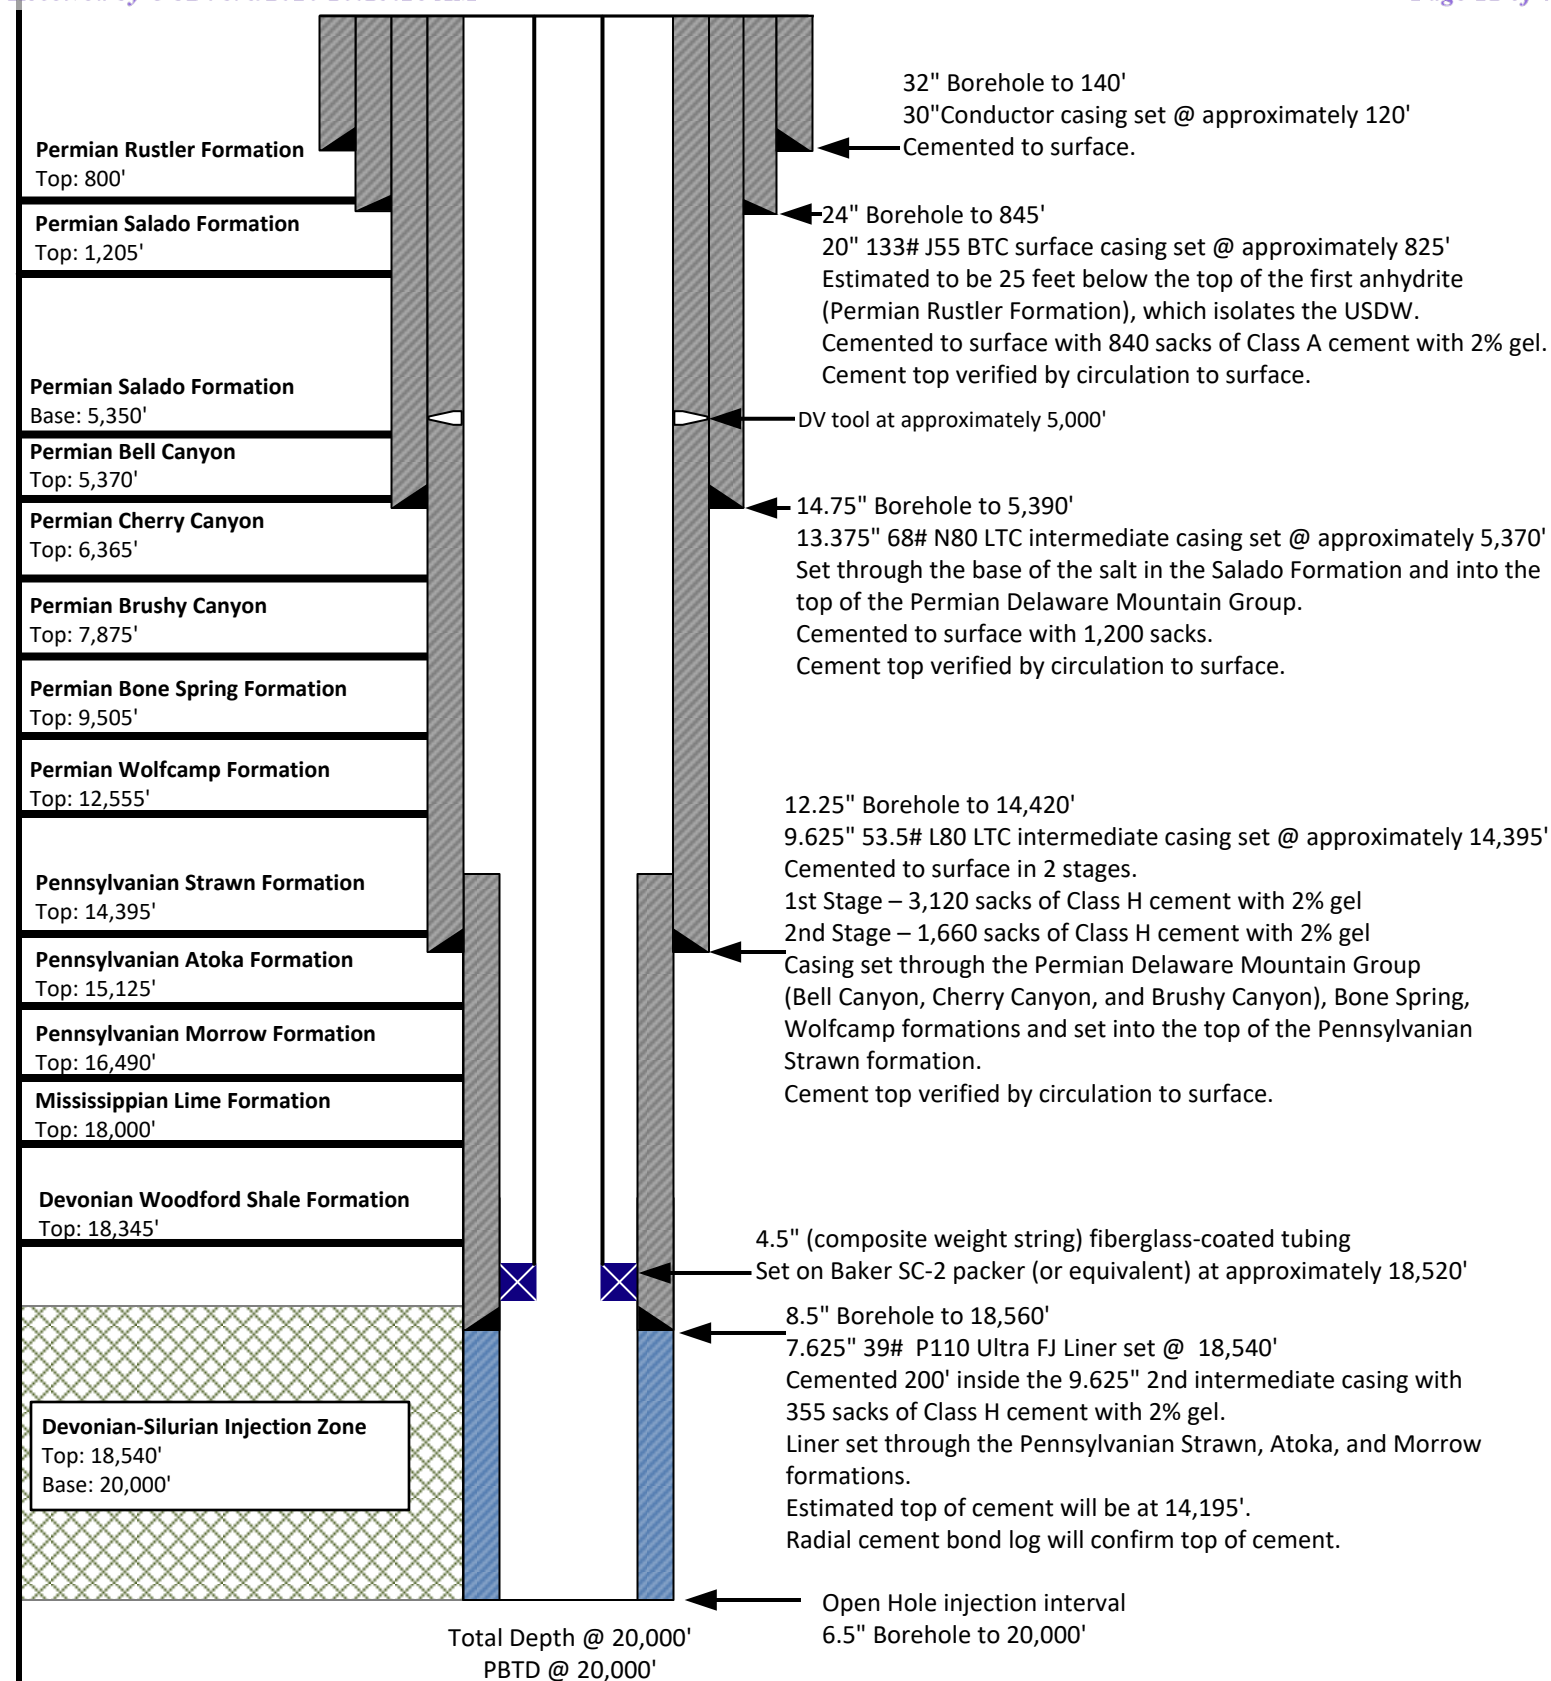 Permian Rustler Formation
Top: 800'
Permian Salado Formation
Top: 1,205'
Permian Salado Formation
Base: 5,350'
Permian Bell Canyon
Top: 5,370'
Permian Cherry Canyon
Top: 6,365'
Permian Brushy Canyon
Top: 7,875'
Permian Bone Spring Formation
Top: 9,505'
Permian Wolfcamp Formation
Top: 12,555'
Pennsylvanian Strawn Formation
Top: 14,395'
Pennsylvanian Atoka Formation
Top: 15,125'
Pennsylvanian Morrow Formation
Top: 16,490'
Mississippian Lime Formation
Top: 18,000'
Devonian Woodford Shale Formation
Top: 18,345'
Devonian-Silurian Injection Zone
Top: 18,540'
Base: 20,000'
32" Borehole to 140'
30"Conductor casing set @ approximately 120'
Cemented to surface.
24" Borehole to 845'
20" 133# J55 BTC surface casing set @ approximately 825'
Estimated to be 25 feet below the top of the first anhydrite
(Permian Rustler Formation), which isolates the USDW.
Cemented to surface with 840 sacks of Class A cement with 2% gel.
Cement top verified by circulation to surface.
DV tool at approximately 5,000'
14.75" Borehole to 5,390'
13.375" 68# N80 LTC intermediate casing set @ approximately 5,370'
Set through the base of the salt in the Salado Formation and into the
top of the Permian Delaware Mountain Group.
Cemented to surface with 1,200 sacks.
Cement top verified by circulation to surface.
12.25" Borehole to 14,420'
9.625" 53.5# L80 LTC intermediate casing set @ approximately 14,395'
Cemented to surface in 2 stages.
1st Stage – 3,120 sacks of Class H cement with 2% gel
2nd Stage – 1,660 sacks of Class H cement with 2% gel
Casing set through the Permian Delaware Mountain Group
(Bell Canyon, Cherry Canyon, and Brushy Canyon), Bone Spring,
Wolfcamp formations and set into the top of the Pennsylvanian
Strawn formation.
Cement top verified by circulation to surface.
4.5" (composite weight string) fiberglass-coated tubing
Set on Baker SC-2 packer (or equivalent) at approximately 18,520'
8.5" Borehole to 18,560'
7.625" 39# P110 Ultra FJ Liner set @ 18,540'
Cemented 200' inside the 9.625" 2nd intermediate casing with
355 sacks of Class H cement with 2% gel.
Liner set through the Pennsylvanian Strawn, Atoka, and Morrow
formations.
Estimated top of cement will be at 14,195'.
Radial cement bond log will confirm top of cement.
Open Hole injection interval
6.5" Borehole to 20,000'
Total Depth @ 20,000'
PBTD @ 20,000'